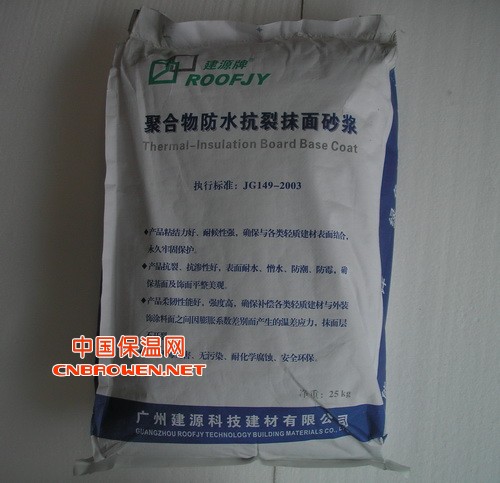 建源牌
ROOFJY
聚合物防水抗裂抹面砂浆
Thermal-Insulation Board Base Coat
执行标准：JG149-2003
◆产品粘结力好、耐候性强，确保与各类轻质建材表面结合，
永久牢固保护。
◆产品抗裂、抗渗性好，表面耐水、憎水、防潮、防霉，确
保基面及饰面平整美观。
◆产品柔韧性能好，强度高，确保补偿各类轻质建材与外装
饰涂料面之间因膨胀系数差别而产生的温差应力，抹面层
无污染、耐化学腐蚀、安全环保。
中国保温网
CNBAOWEN.NET
净重：25kg
广州建源科技建材有限公司
GUANGZHOU ROOFJY TECHNOLOGY BUILDING MATERIALS CO.,LTD